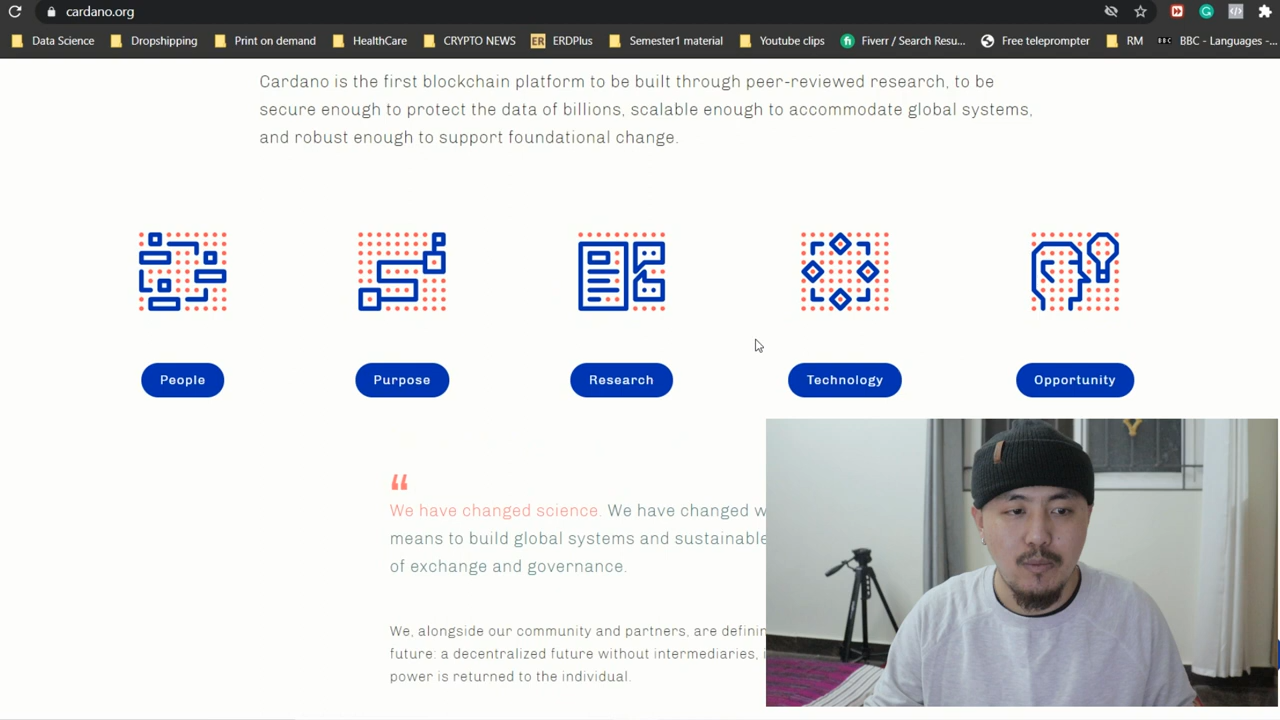 cardano.org
Data Science Dropshipping Print on demand HealthCare CRYPTO NEWS ER ERDPlus Semester1 material Youtube clips fi Fiverr / Search Resu... Free teleprompter RM BBC BBC - Languages -...
Cardano is the first blockchain platform to be built through peer-reviewed research, to be
secure enough to protect the data of billions, scalable enough to accommodate global systems,
and robust enough to support foundational change.
People Purpose Research Technology Opportunity
“
We have changed science. We have changed w
means to build global systems and sustainable
of exchange and governance.
We, alongside our community and partners, are definin
future: a decentralized future without intermediaries, i
power is returned to the individual.